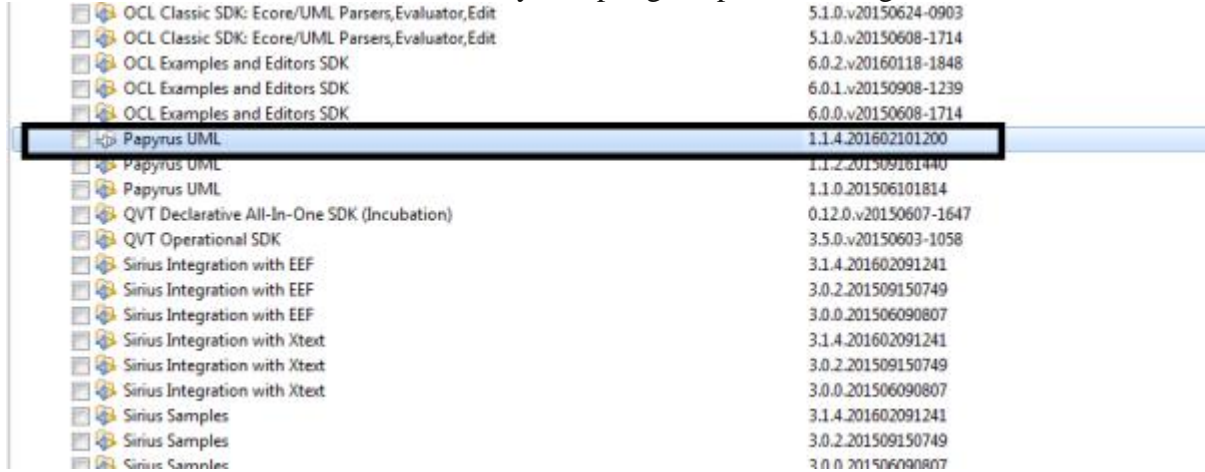 OCL Classic SDK: Ecore/UML Parsers,Evaluator,Edit 5.1.0.v20150624-0903
OCL Classic SDK: Ecore/UML Parsers,Evaluator,Edit 5.1.0.v20150608-1714
OCL Examples and Editors SDK 6.0.2.v20160118-1848
OCL Examples and Editors SDK 6.0.1.v20150908-1239
OCL Examples and Editors SDK 6.0.0.v20150608-1714
Papyrus UML 1.1.4.201602101200
Papyrus UML 1.1.2.201509161440
Papyrus UML 1.1.0.201506101814
QVT Declarative All-In-One SDK (Incubation) 0.12.0.v20150607-1647
QVT Operational SDK 3.5.0.v20150603-1058
Sirius Integration with EEF 3.1.4.201602091241
Sirius Integration with EEF 3.0.2.201509150749
Sirius Integration with EEF 3.0.0.201506090807
Sirius Integration with Xtext 3.1.4.201602091241
Sirius Integration with Xtext 3.0.2.201509150749
Sirius Integration with Xtext 3.0.0.201506090807
Sirius Samples 3.1.4.201602091241
Sirius Samples 3.0.2.201509150749
Sirius Samples 3.0.0.201506090807